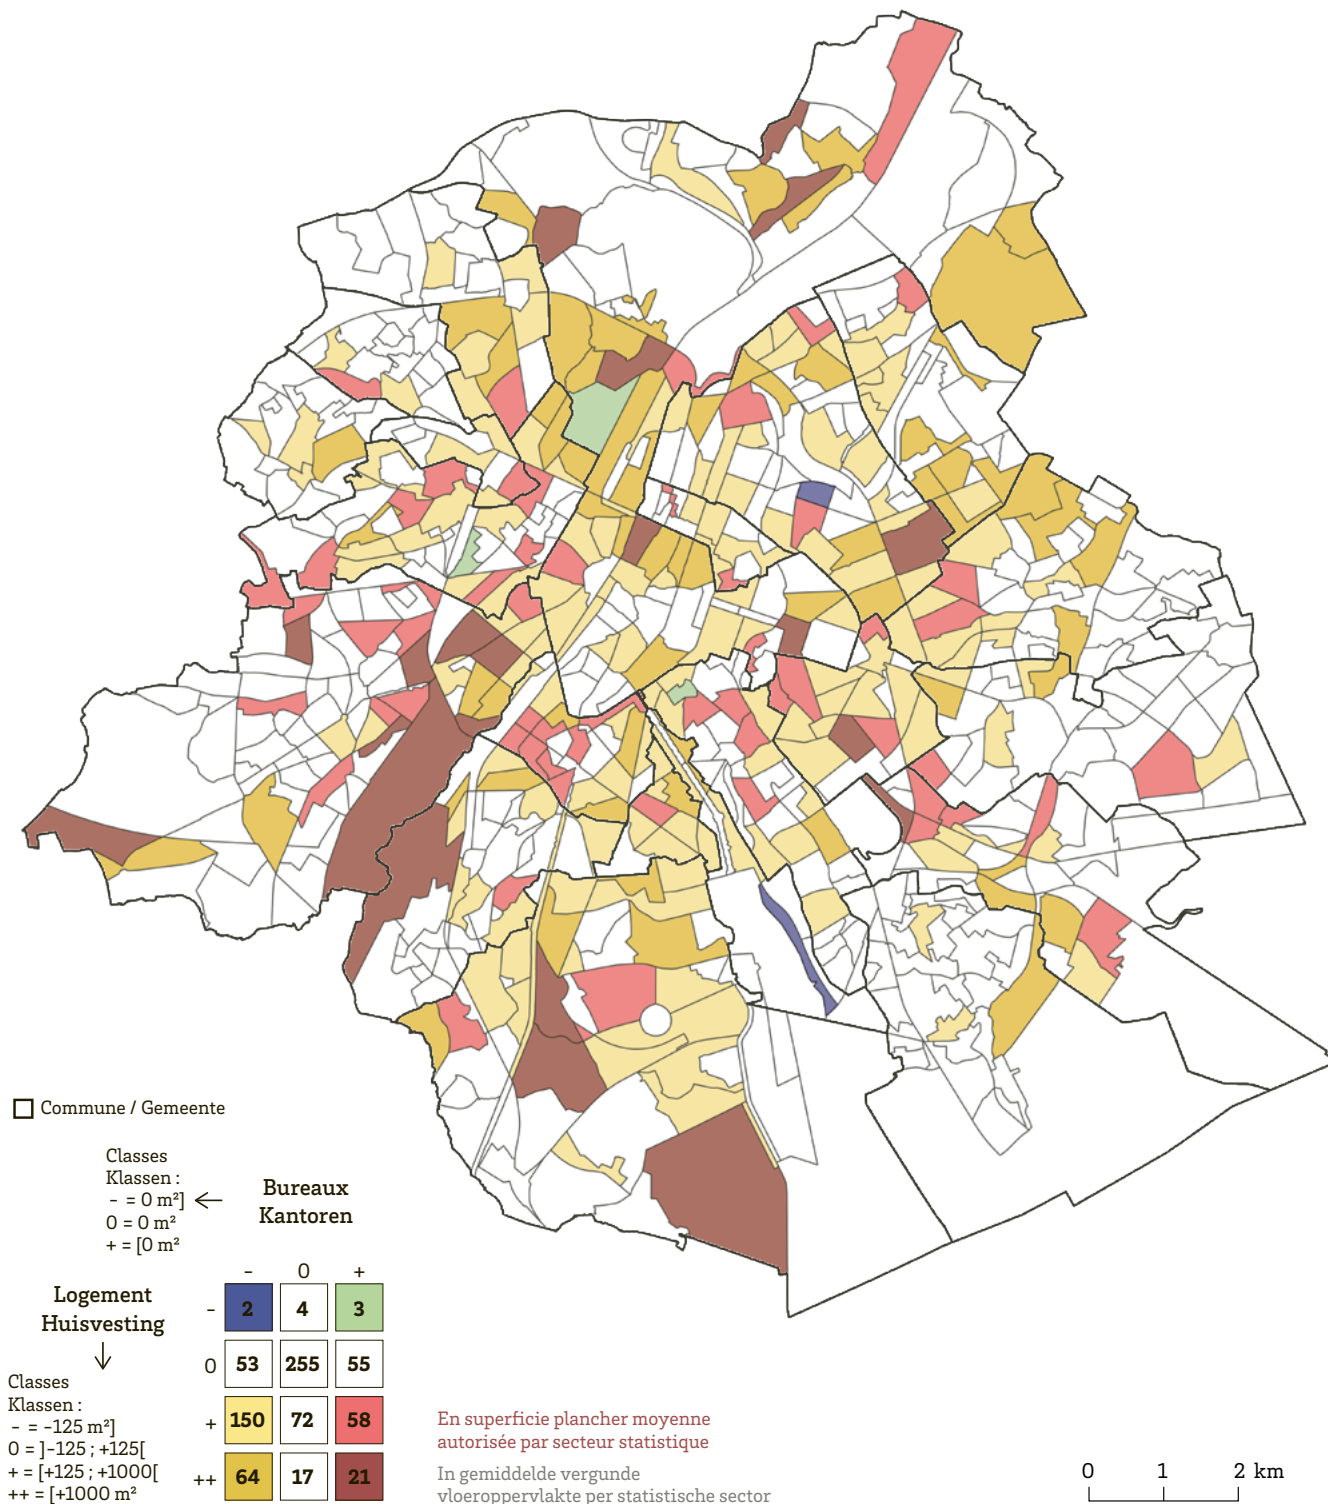 Commune / Gemeente
Classes
Klassen :
- = 0 m²]
0 = 0 m²
+ = [0 m²
Bureaux
Kantoren
- 0 +
Logement
Huisvesting
- 2 4 3
0 53 255 55
+ 150 72 58
++ 64 17 21
Classes
Klassen :
- = -125 m²]
0 = ]-125 ; +125[
+ = [+125 ; +1000[
++ = [+1000 m²
En superficie plancher moyenne
autorisée par secteur statistique
In gemiddelde vergunde
vloeroppervlakte per statistische sector
0 1 2 km